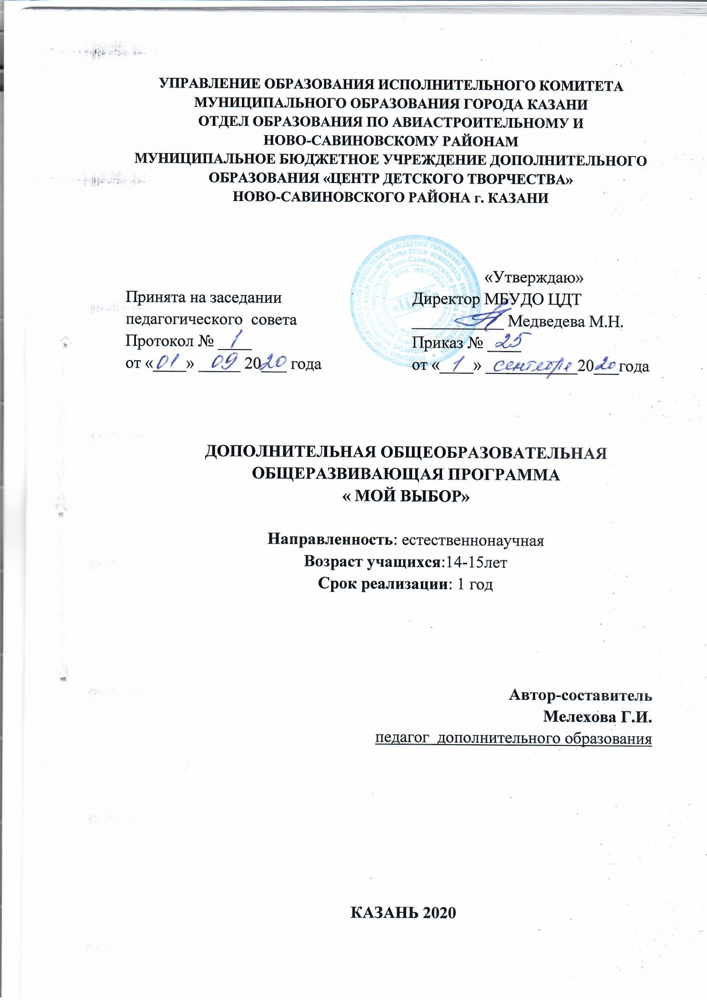 УПРАВЛЕНИЕ ОБРАЗОВАНИЯ ИСПОЛНИТЕЛЬНОГО КОМИТЕТА
МУНИЦИПАЛЬНОГО ОБРАЗОВАНИЯ ГОРОДА КАЗАНИ
ОТДЕЛ ОБРАЗОВАНИЯ ПО АВИАСТРОИТЕЛЬНОМУ И
НОВО-САВИНОВСКОМУ РАЙОНАМ
МУНИЦИПАЛЬНОЕ БЮДЖЕТНОЕ УЧРЕЖДЕНИЕ ДОПОЛНИТЕЛЬНОГО
ОБРАЗОВАНИЯ «ЦЕНТР ДЕТСКОГО ТВОРЧЕСТВА»
НОВО-САВИНОВСКОГО РАЙОНА г. КАЗАНИ
Принята на заседании
педагогического совета
Протокол № 1
от «01» 09 2020 года
«Утверждаю»
Директор МБУДО ЦДТ
Медведева М.Н.
Приказ № 25
от «1» сентября 2020 года
«ЦДТ»
ИНН 1657024934
ДОПОЛНИТЕЛЬНАЯ ОБЩЕОБРАЗОВАТЕЛЬНАЯ
ОБЩЕРАЗВИВАЮЩАЯ ПРОГРАММА
« МОЙ ВЫБОР»
Направленность: естественнонаучная
Возраст учащихся:14-15лет
Срок реализации: 1 год
Автор-составитель
Мелехова Г.И.
педагог дополнительного образования
КАЗАНЬ 2020